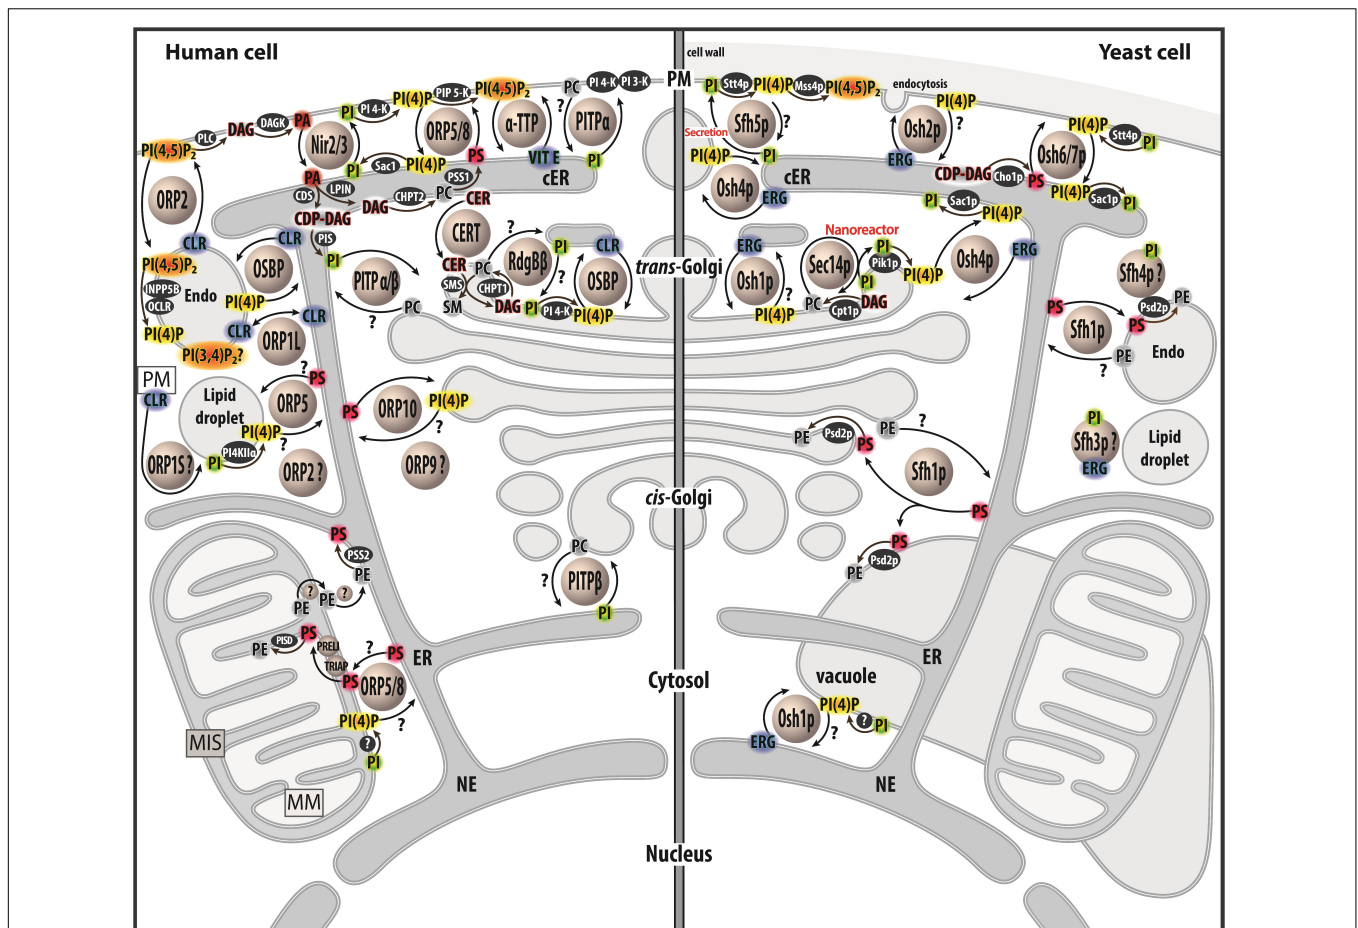 Human cell
cell wall
Yeast cell
PM
PI(4,5)P2
PLC
DAG
DAGK
PA
PI
PI 4-K
PI(4)P
PIP 5-K
PI(4,5)P2
PC
PI 4-K
PI 3-K
Nir2/3
ORP5/8
α-TTP
?
PITPα
PA
PI
Sac1
PI(4)P
PS
VIT E
PI
cER
CDS
LPIN
CDP-DAG
DAG
CHPT2
PC
PSS1
CER
ORP2
CLR
PI(4,5)P2
INPP5B
OCLR
Endo
PI(4)P
PI(4)P
CLR
PI(3,4)P2?
CLR
OSBP
PIS
PI
PITP α/β
?
PC
CLR
ORP1L
CERT
CER
SMS
SM
PC
CHPT1
DAG
?
RdgBβ
?
PI
PI
PI 4-K
PI(4)P
CLR
OSBP
trans-Golgi
PM
CLR
Lipid
droplet
?
PS
ORP5
PI(4)P
?
PI4KIIα
PI
ORP1S ?
ORP2 ?
PS
ORP10
PI(4)P
?
ORP9 ?
cis-Golgi
PS
PSS2
PE
?
PE
PE
?
PE
PISD
PS
PRELI
TRIAP
PS
?
PS
ORP5/8
PI(4)P
?
?
PI
ER
PC
?
PITPβ
PI
MIS
MM
NE
Cytosol
Nucleus
PI
Stt4p
PI(4)P
Mss4p
PI(4,5)P2
endocytosis
PI(4)P
Secretion
Sfh5p
?
PI(4)P
PI
Osh4p
ERG
cER
Osh2p
?
ERG
CDP-DAG
Cho1p
PS
PI(4)P
Stt4p
PI
Osh6/7p
PI(4)P
Sac1p
PI
PI
Sac1p
PI(4)P
Nanoreactor
ERG
Osh1p
?
PI(4)P
Sec14p
PI
Pik1p
PI(4)P
PI
PC
Cpt1p
DAG
Osh4p
ERG
PI
Sfh4p ?
PS
Sfh1p
PS
Psd2p
PE
PE
?
Endo
PE
Psd2p
PS
PE
?
Sfh1p
PS
PI
Sfh3p ?
ERG
Lipid
droplet
PS
Psd2p
PE
ER
vacuole
Osh1p
PI(4)P
?
?
PI
ERG
NE